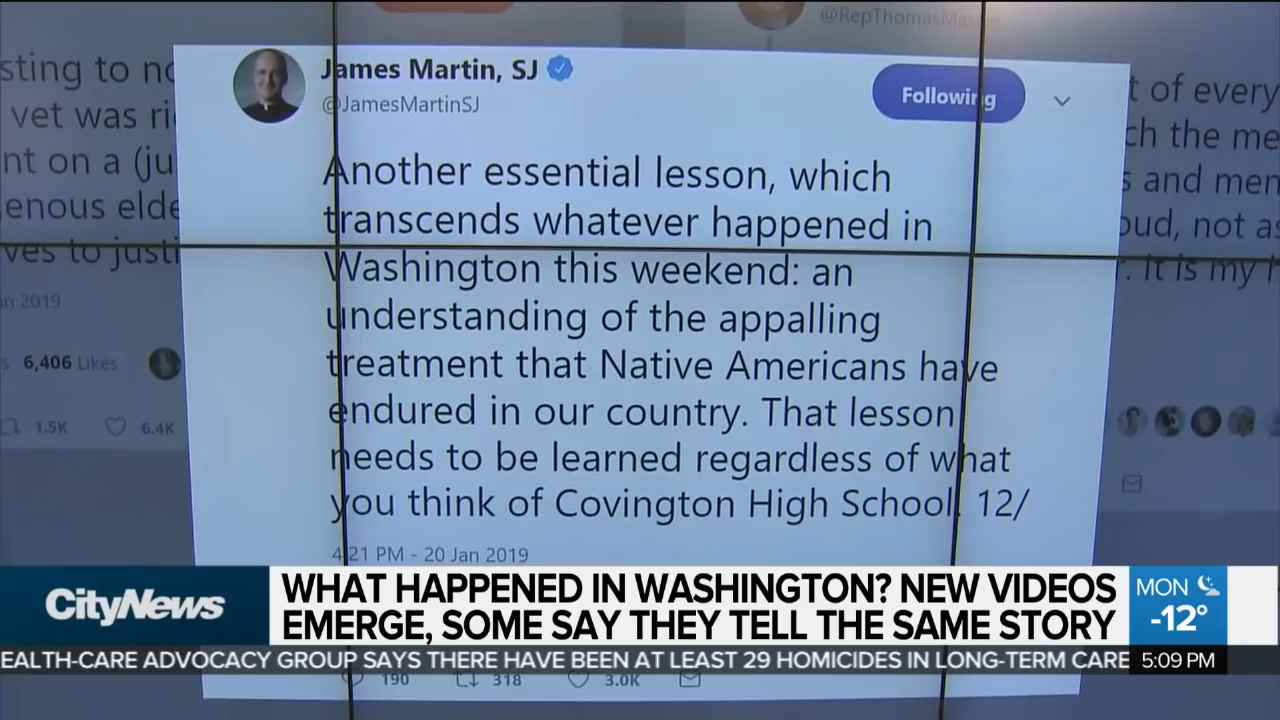 @RepThomasMas
sting to no
vet was ri
nt on a (ju
enous elde
ves to justi
n 2019
s 6,406 Likes
1.5K 6.4K
James Martin, SJ
@JamesMartinSJ
Following
Another essential lesson, which
transcends whatever happened in
Washington this weekend: an
understanding of the appalling
treatment that Native Americans have
endured in our country. That lesson
needs to be learned regardless of what
you think of Covington High School. 12/
4:21 PM - 20 Jan 2019
190 318 3.0K
t of every
ch the me
s and men
oud, not as
r. It is my h
CityNews
WHAT HAPPENED IN WASHINGTON? NEW VIDEOS
EMERGE, SOME SAY THEY TELL THE SAME STORY
MON
-12°
EALTH-CARE ADVOCACY GROUP SAYS THERE HAVE BEEN AT LEAST 29 HOMICIDES IN LONG-TERM CARE
5:09 PM